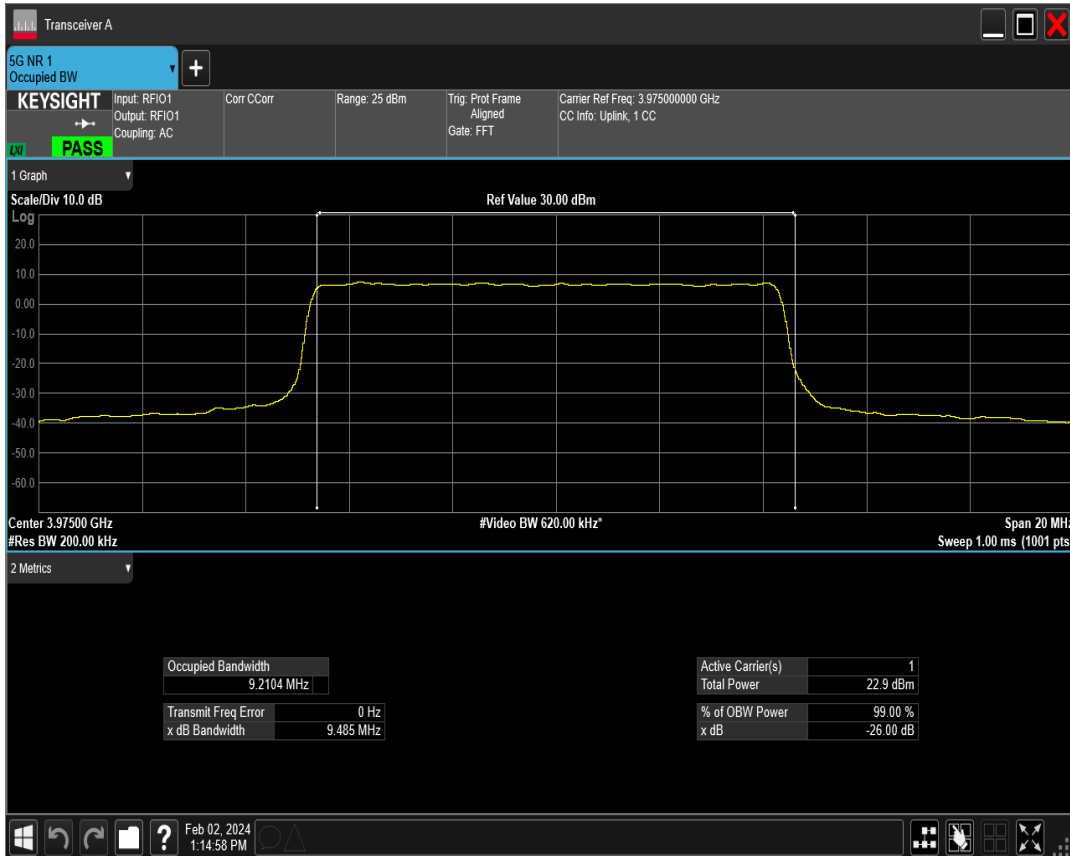 Transceiver A
5G NR 1
Occupied BW
+
KEYSIGHT
LXI
PASS
Input: RFIO1
Output: RFIO1
Coupling: AC
Corr CCorr
Range: 25 dBm
Trig: Prot Frame
Aligned
Gate: FFT
Carrier Ref Freq: 3.975000000 GHz
CC Info: Uplink, 1 CC
1 Graph
Scale/Div 10.0 dB
Ref Value 30.00 dBm
Log
20.0
10.0
0.00
-10.0
-20.0
-30.0
-40.0
-50.0
-60.0
Center 3.97500 GHz
#Video BW 620.00 kHz*
Span 20 MHz
#Res BW 200.00 kHz
Sweep 1.00 ms (1001 pts
2 Metrics
Occupied Bandwidth
9.2104 MHz
Transmit Freq Error 0 Hz
x dB Bandwidth 9.485 MHz
Active Carrier(s) 1
Total Power 22.9 dBm
% of OBW Power 99.00 %
x dB -26.00 dB
?
Feb 02, 2024
1:14:58 PM